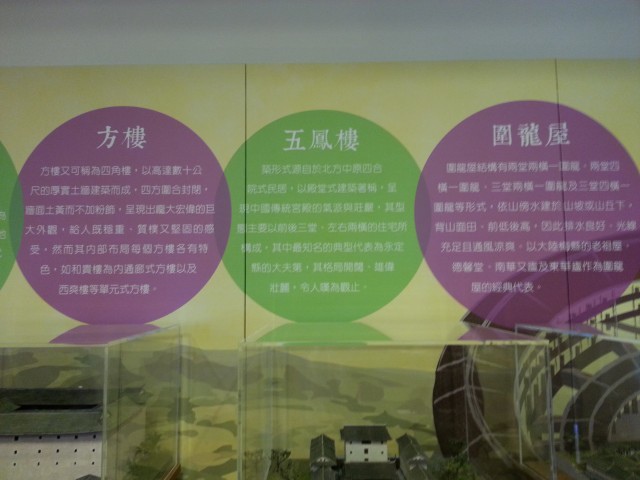 方樓
方樓又可稱為四角樓，以高達數十公
尺的厚實土牆建築而成，四方圍合封閉，
牆面土黃而不加粉飾，呈現出龐大宏偉的巨
大外觀，給人既穩重、質樸又堅固的感
受，然而其內部布局每個方樓各有特
色，如和貴樓為內通廊式方樓以及
西爽樓等單元式方樓。
五鳳樓
築形式源自於北方中原四合
院式民居，以殿堂式建築著稱，呈
現中國傳統宮殿的氣派與莊嚴，其型
態主要以前後三堂、左右兩橫的住宅所
構成，其中最知名的典型代表為永定
縣的大夫第，其格局開闊、雄偉
壯麗，令人嘆為觀止。
圍龍屋
圍龍屋結構有兩堂兩橫一圍龍、兩堂四
橫一圍龍、三堂兩橫一圍龍及三堂四橫一
圍龍等形式，依山傍水建於山坡或山丘下，
背山面田、前低後高，因此排水良好、光線
充足且通風涼爽，以大陸梅縣的老祖屋、
德馨堂、南華又廬及東華廬作為圍龍
屋的經典代表。